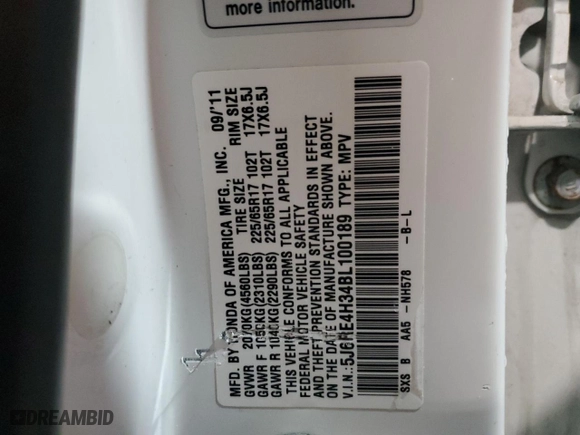 more information.
MFD. BY HONDA OF AMERICA MFG., INC. 09/'11
TIRE SIZE RIM SIZE
GVWR 2070KG(4560LBS)
GAWR F 1050KG(2310LBS) 225/65R17 102T 17X6.5J
GAWR R 1040KG(2290LBS) 225/65R17 102T 17X6.5J
THIS VEHICLE CONFORMS TO ALL APPLICABLE
FEDERAL MOTOR VEHICLE SAFETY
AND THEFT PREVENTION STANDARDS IN EFFECT
ON THE DATE OF MANUFACTURE SHOWN ABOVE.
V.I.N.: 5J6RE4H34BL100189 TYPE: MPV
SXS B AA5 -NH578 -B-L
DREAMBID